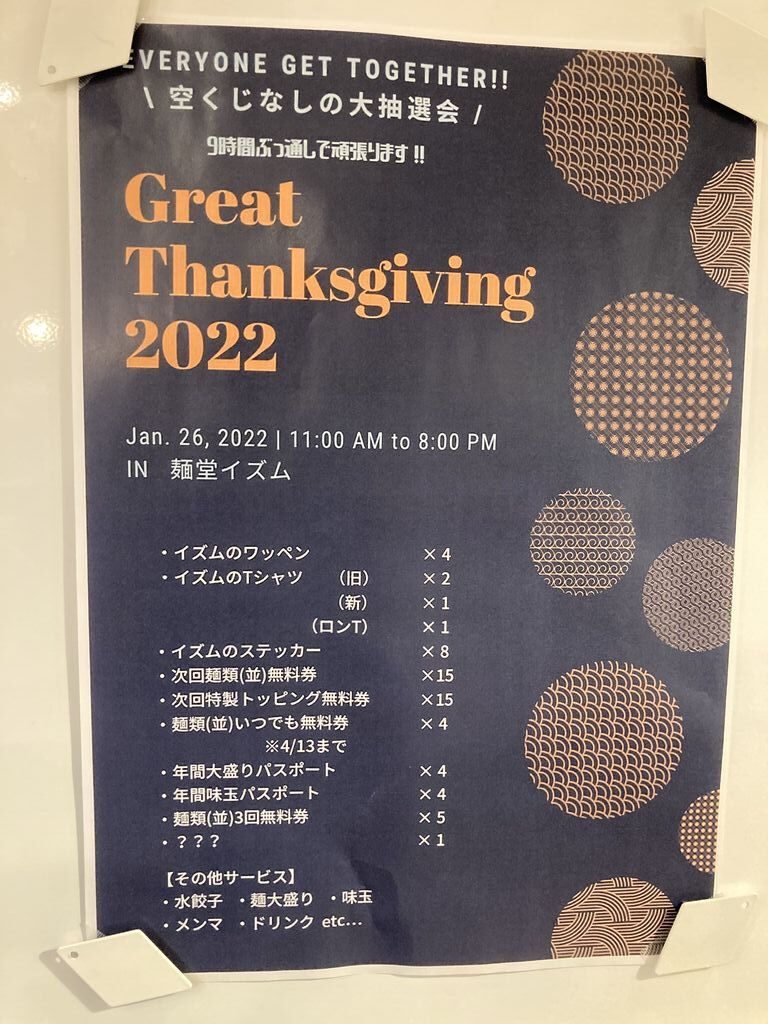 EVERYONE GET TOGETHER!!
\ 空くじなしの大抽選会 /
9時間ぶっ通しで頑張ります!!
Great
Thanksgiving
2022
Jan. 26, 2022 | 11:00 AM to 8:00 PM
IN 麺堂イズム
・イズムのワッペン ×4
・イズムのTシャツ (旧) ×2
(新) ×1
(ロンT) ×1
・イズムのステッカー ×8
・次回麺類(並)無料券 ×15
・次回特製トッピング無料券 ×15
・麺類(並)いつでも無料券 ×4
※4/13まで
・年間大盛りパスポート ×4
・年間味玉パスポート ×4
・麺類(並)3回無料券 ×5
・??? ×1
【その他サービス】
・水餃子 ・麺大盛り ・味玉
・メンマ ・ドリンク etc…